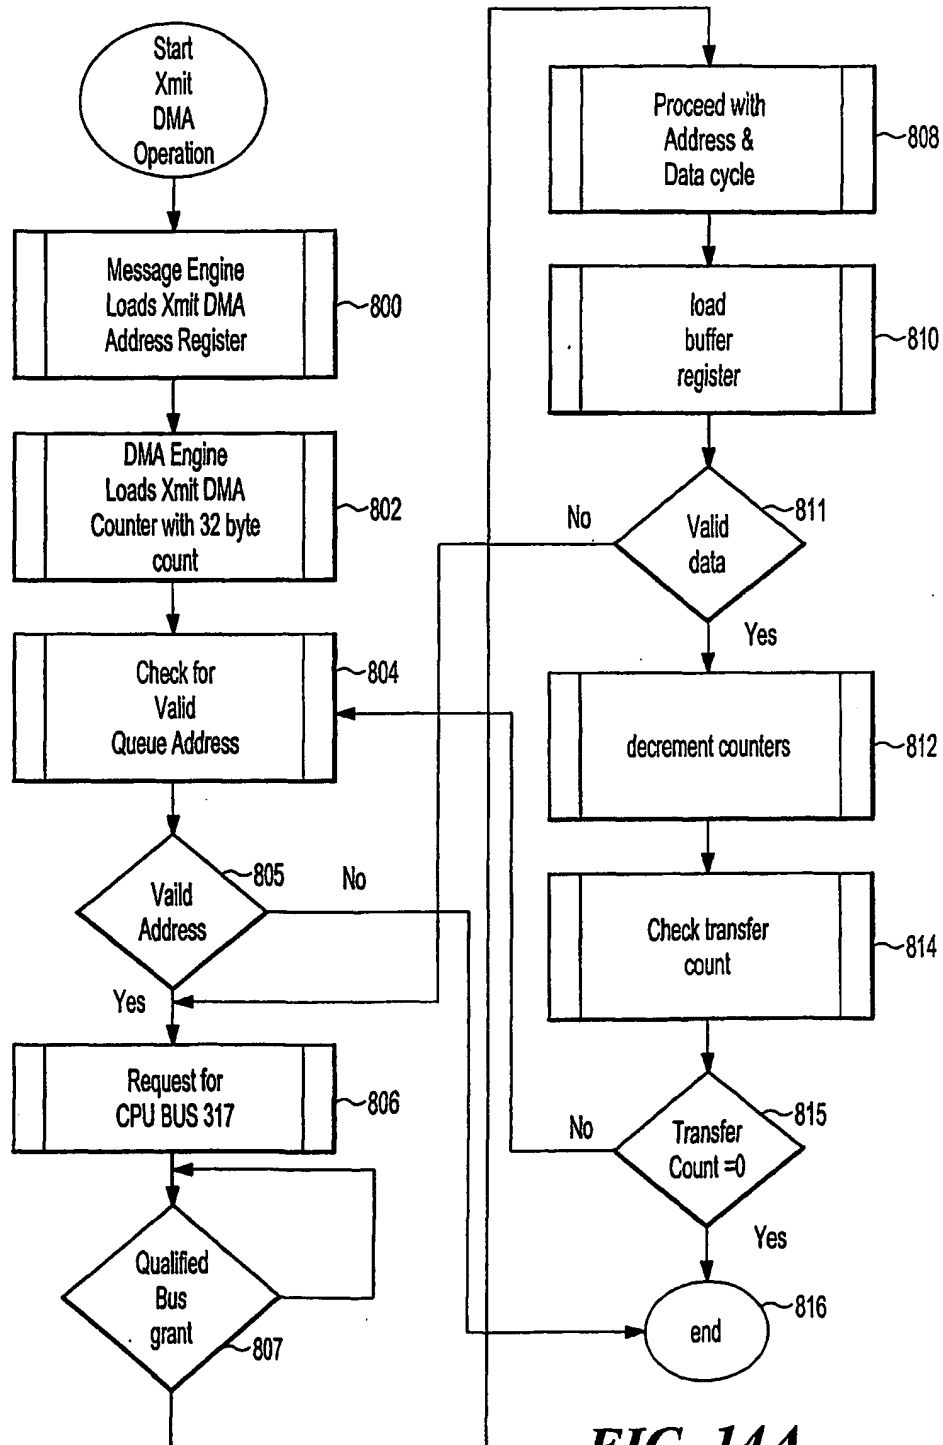 Start
Xmit
DMA
Operation
Message Engine
Loads Xmit DMA
Address Register
800
DMA Engine
Loads Xmit DMA
Counter with 32 byte
count
802
Check for
Valid
Queue Address
804
Vaild
Address
805
No
Yes
Request for
CPU BUS 317
806
Qualified
Bus
grant
807
Proceed with
Address &
Data cycle
808
load
buffer
register
810
Valid
data
811
No
Yes
decrement counters
812
Check transfer
count
814
Transfer
Count =0
815
No
Yes
end
816
FIG. 14A